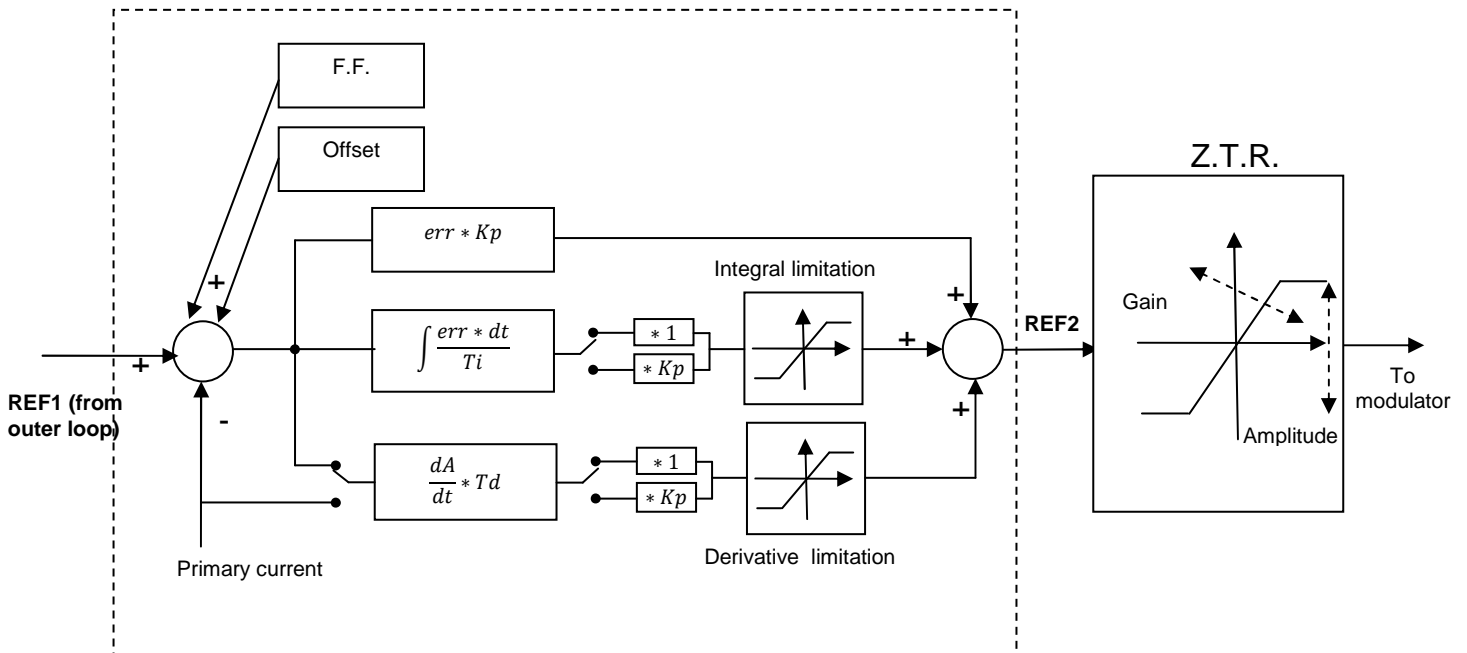 F.F.
Offset
Z.T.R.
err * Kp
+
Integral limitation
+
Gain
REF2
∫ err * dt / Ti
* 1
* Kp
+
+
REF1 (from
outer loop)
-
To
modulator
+
Amplitude
dA / dt * Td
* 1
* Kp
Derivative limitation
Primary current